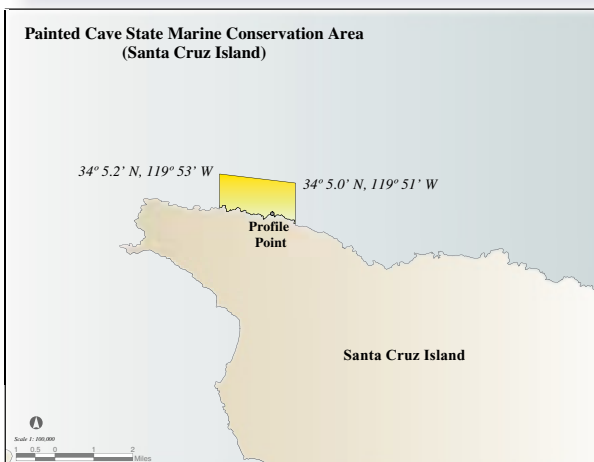 Painted Cave State Marine Conservation Area
(Santa Cruz Island)
34º 5.2’ N, 119º 53’ W
34º 5.0’ N, 119º 51’ W
Profile
Point
Santa Cruz Island
Scale 1: 100,000
1 0.5 0 1 2
Miles